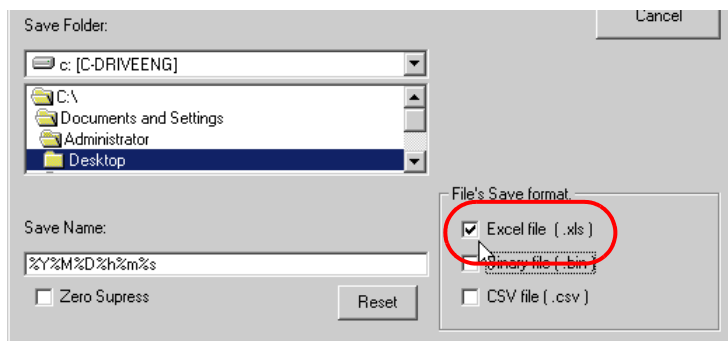 Save Folder:
Cancel
c: [C-DRIVEENG]
C:\
Documents and Settings
Administrator
Desktop
File's Save format.
Save Name:
Excel file ( .xls )
%Y%M%D%h%m%s
Binary file ( .bin )
Zero Supress
Reset
CSV file ( .csv )